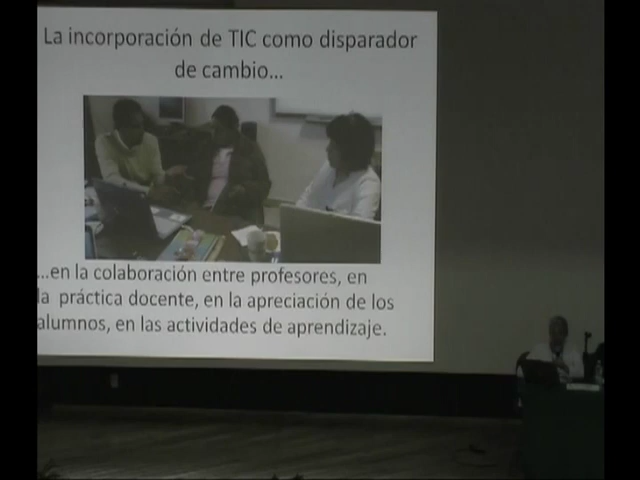 La incorporación de TIC como disparador
de cambio...
...en la colaboración entre profesores, en
la práctica docente, en la apreciación de los
alumnos, en las actividades de aprendizaje.